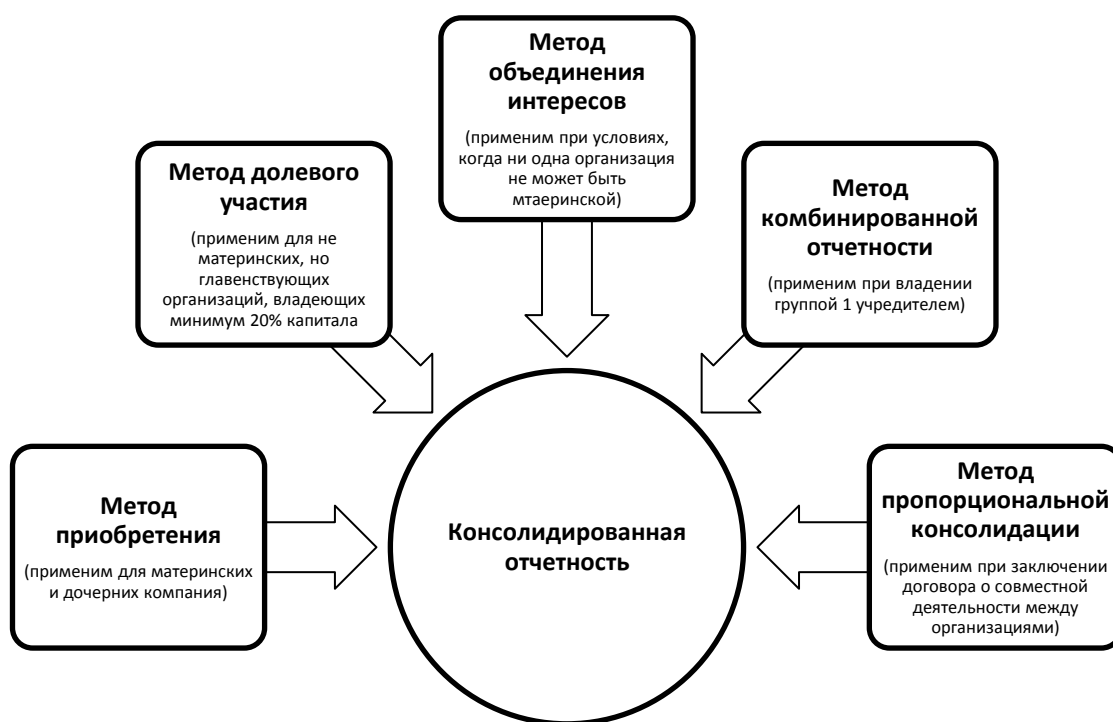 Метод
объединения
интересов
(применим при условиях,
когда ни одна организация
не может быть
мтаеринской)
Метод долевого
участия
(применим для не
материнских, но
главенствующих
организаций, владеющих
минимум 20% капитала
Метод
комбинированной
отчетности
(применим при владении
группой 1 учредителем)
Метод
приобретения
(применим для материнских
и дочерних компания)
Консолидированная
отчетность
Метод
пропорциональной
консолидации
(применим при заключении
договора о совместной
деятельности между
организациями)